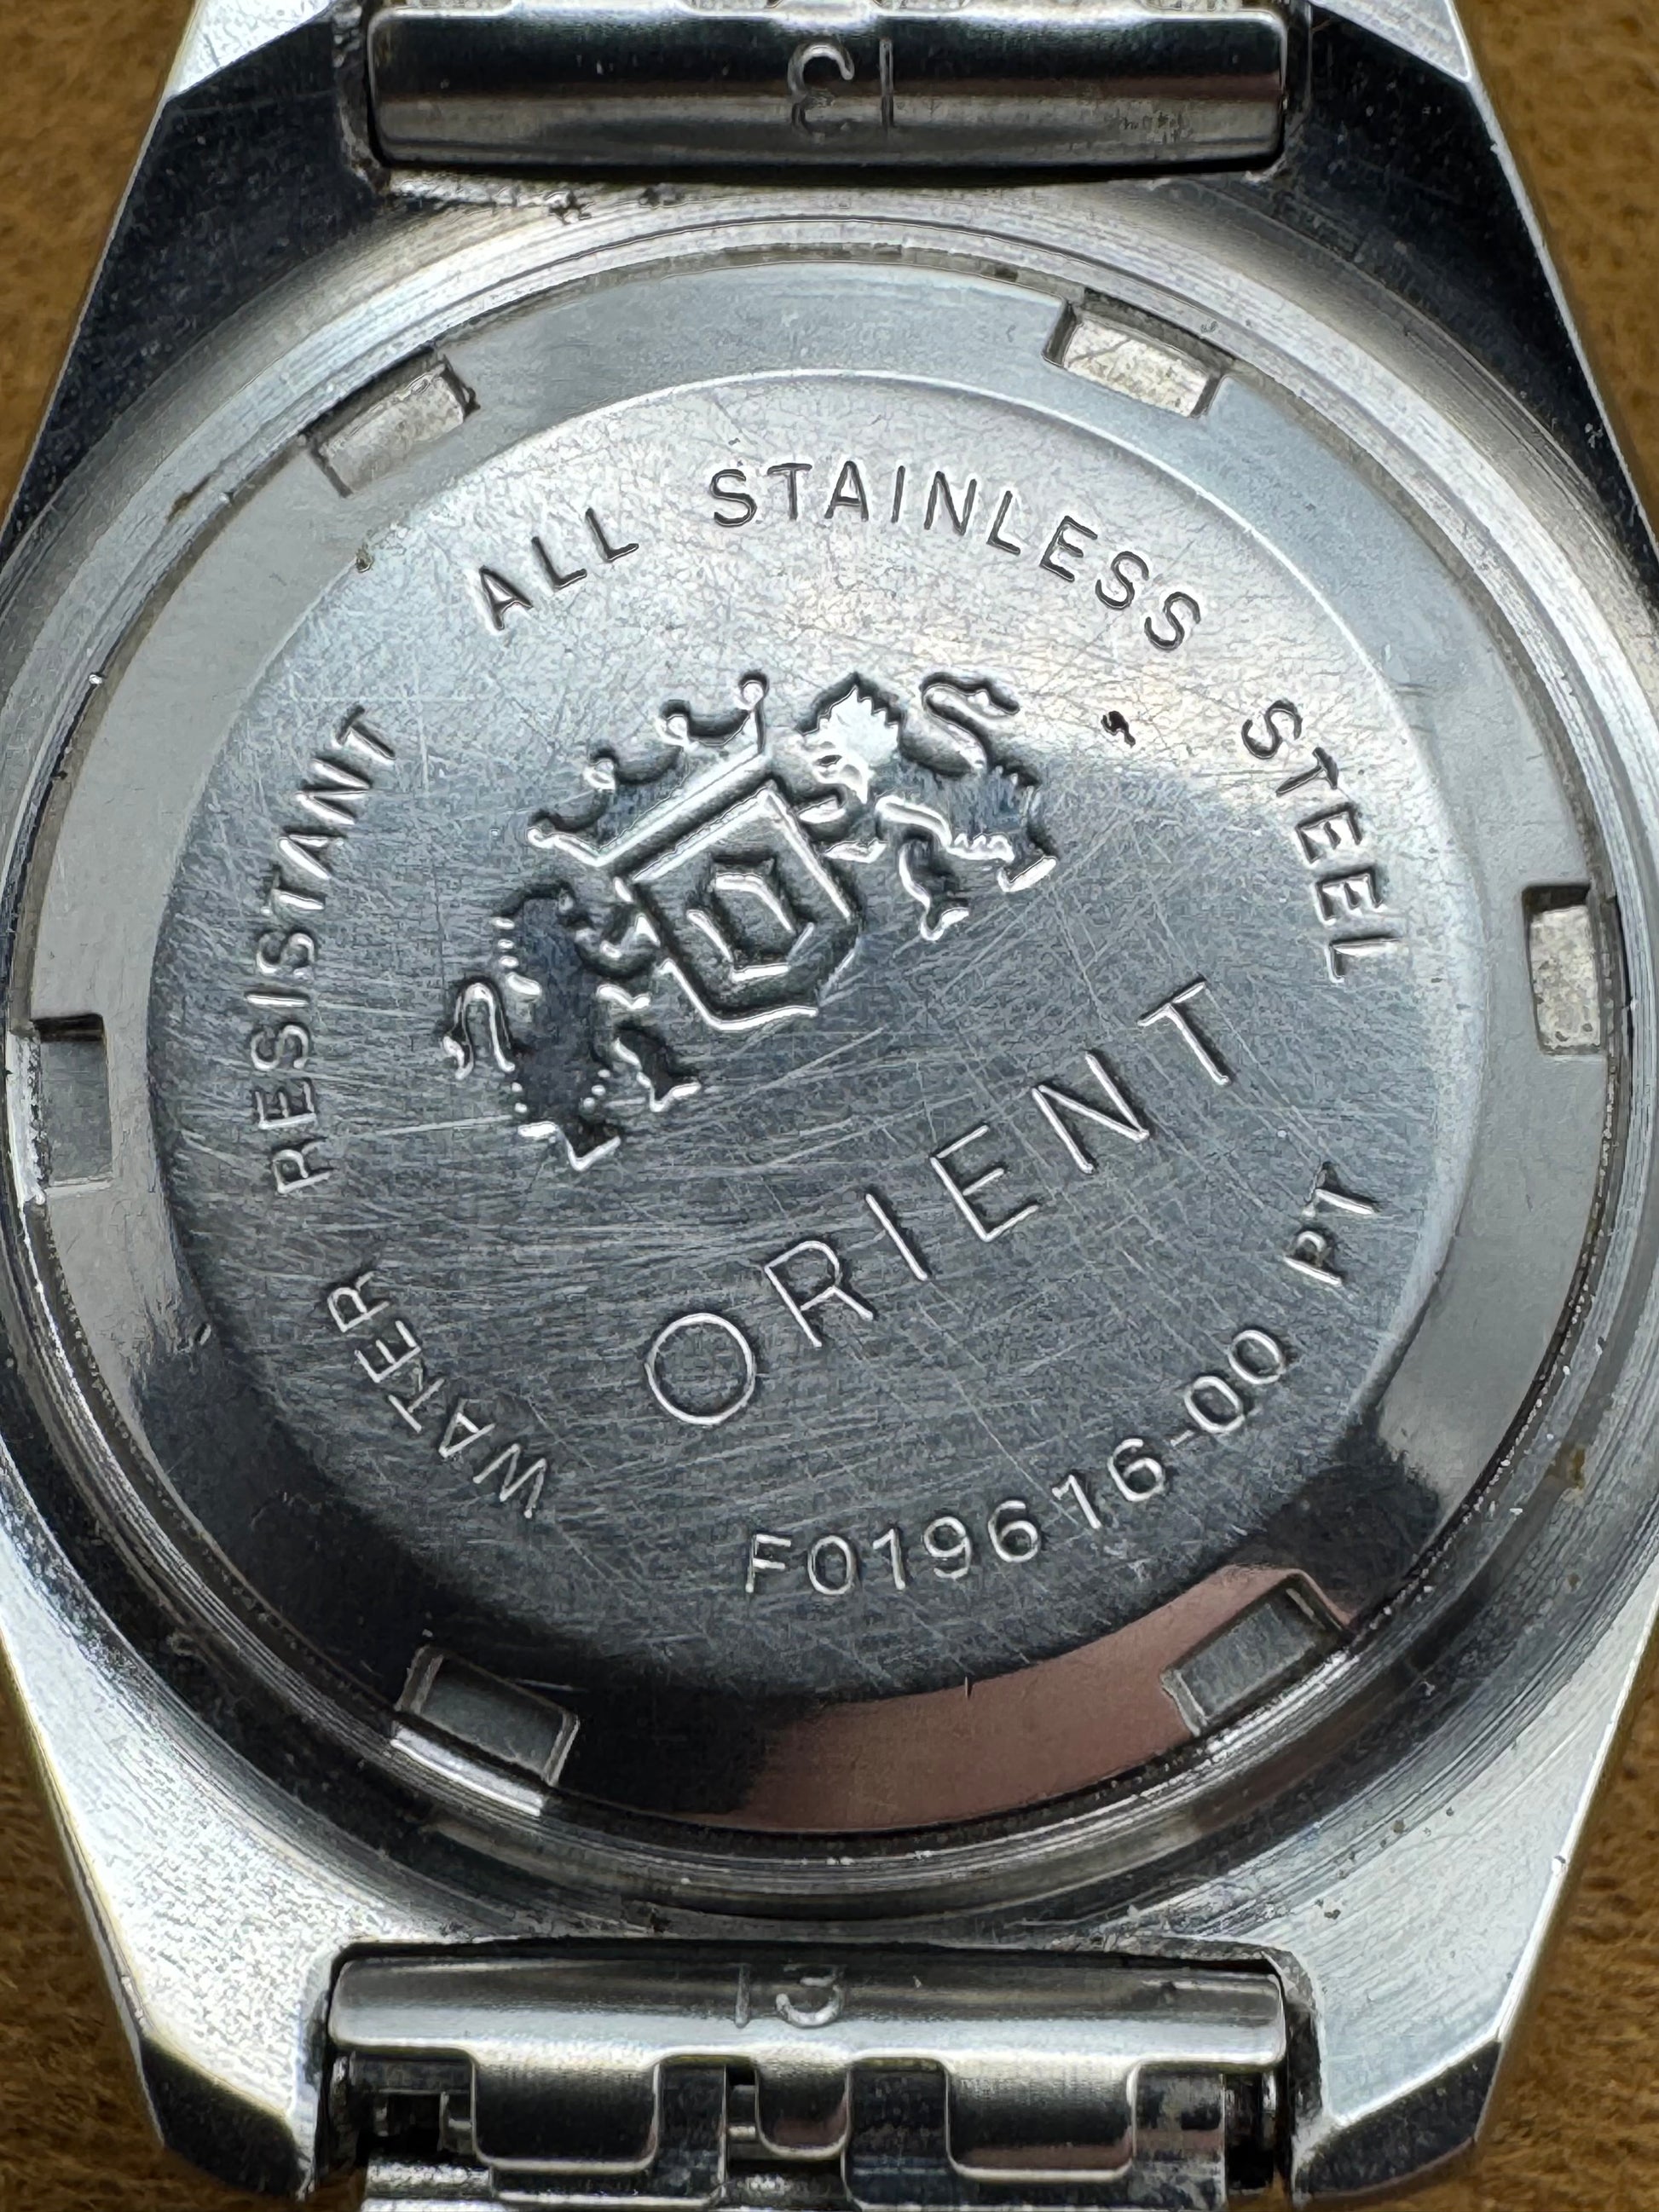 13
WATER RESISTANT
ALL STAINLESS STEEL
ORIENT
F019616-00 PT
13